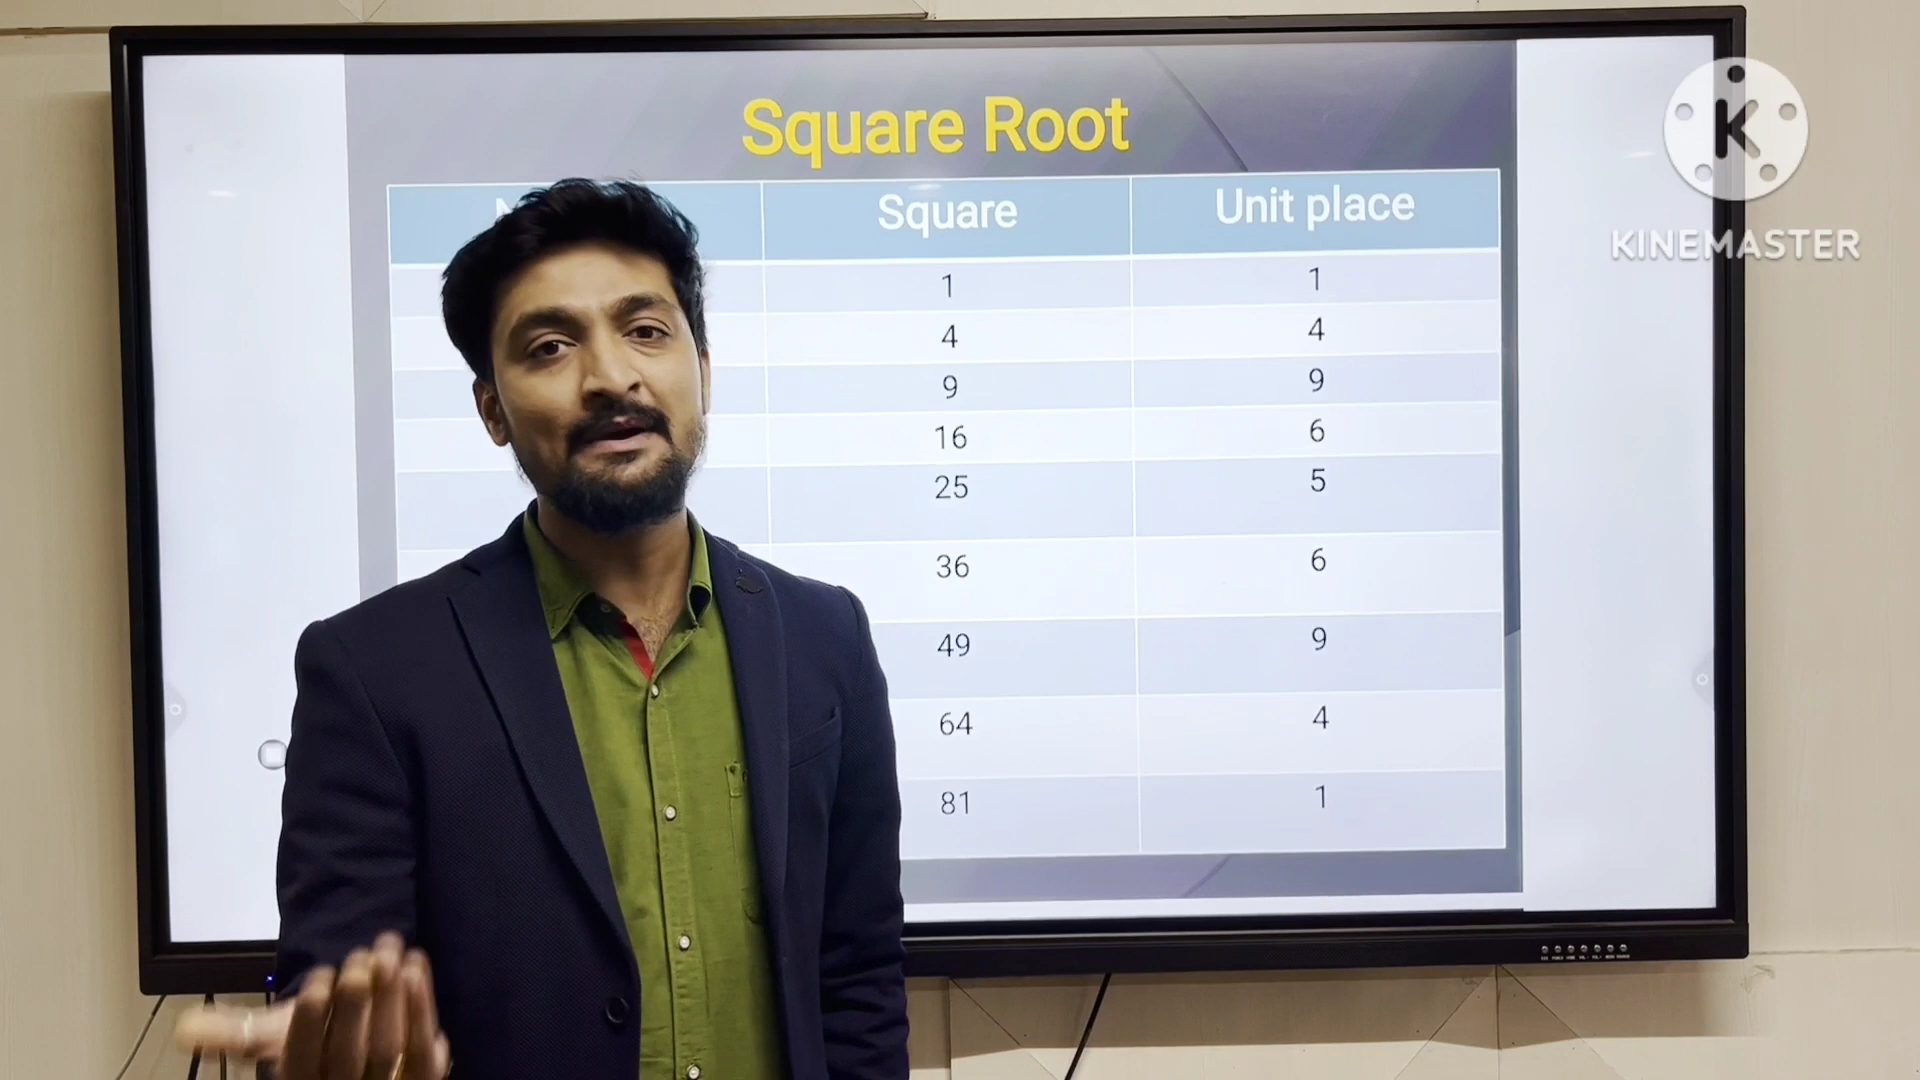 Square Root
Square Unit place
1 1
4 4
9 9
16 6
25 5
36 6
49 9
64 4
81 1
K
KINEMASTER